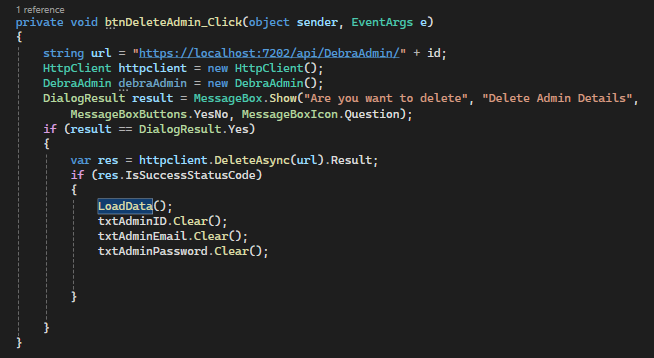 1 reference
private void btnDeleteAdmin_Click(object sender, EventArgs e)
{
string url = "https://localhost:7202/api/DebraAdmin/" + id;
HttpClient httpclient = new HttpClient();
DebraAdmin debraAdmin = new DebraAdmin();
DialogResult result = MessageBox.Show("Are you want to delete", "Delete Admin Details",
MessageBoxButtons.YesNo, MessageBoxIcon.Question);
if (result == DialogResult.Yes)
{
var res = httpclient.DeleteAsync(url).Result;
if (res.IsSuccessStatusCode)
{
LoadData();
txtAdminID.Clear();
txtAdminEmail.Clear();
txtAdminPassword.Clear();
}
}
}